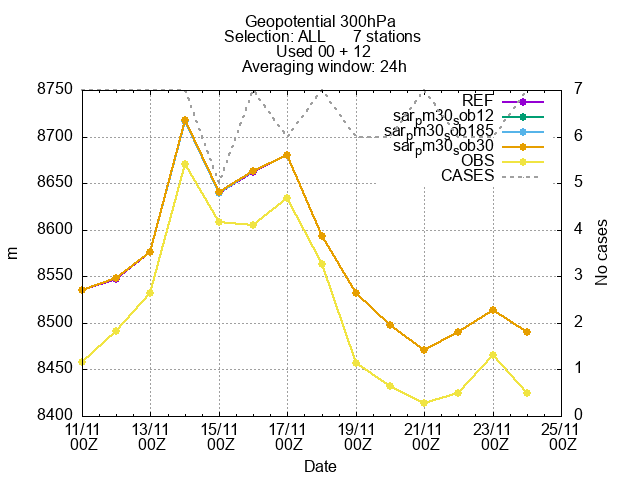 Geopotential 300hPa
Selection: ALL 7 stations
Used 00 + 12
Averaging window: 24h
REF
sar_pm30_sob12
sar_pm30_sob185
sar_pm30_sob30
OBS
CASES
8750
8700
8650
8600
8550
8500
8450
8400
7
6
5
4
3
2
1
0
m
No cases
11/11 13/11 15/11 17/11 19/11 21/11 23/11 25/11
00Z 00Z 00Z 00Z 00Z 00Z 00Z 00Z
Date